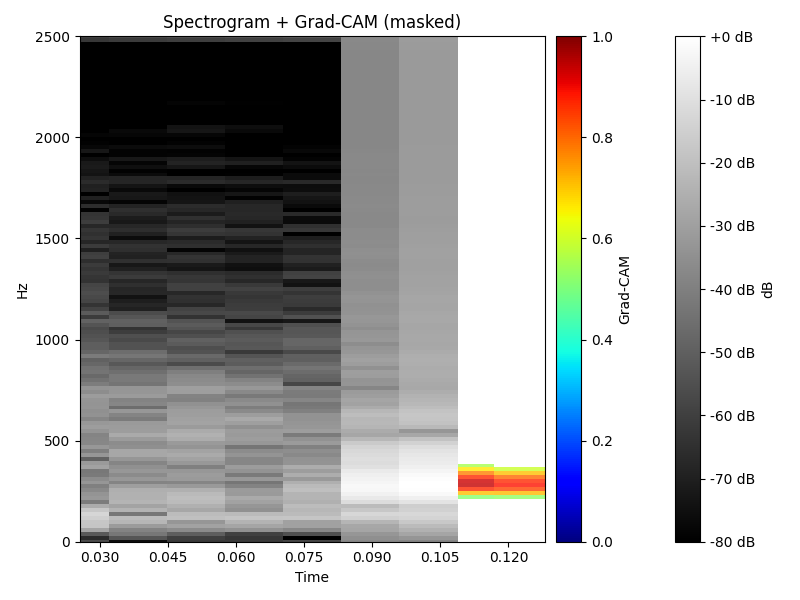 Spectrogram + Grad-CAM (masked)
2500
2000
1500
1000
500
0
Hz
0.030
0.045
0.060
0.075
0.090
0.105
0.120
Time
1.0
0.8
0.6
0.4
0.2
0.0
Grad-CAM
+0 dB
-10 dB
-20 dB
-30 dB
-40 dB
-50 dB
-60 dB
-70 dB
-80 dB
dB